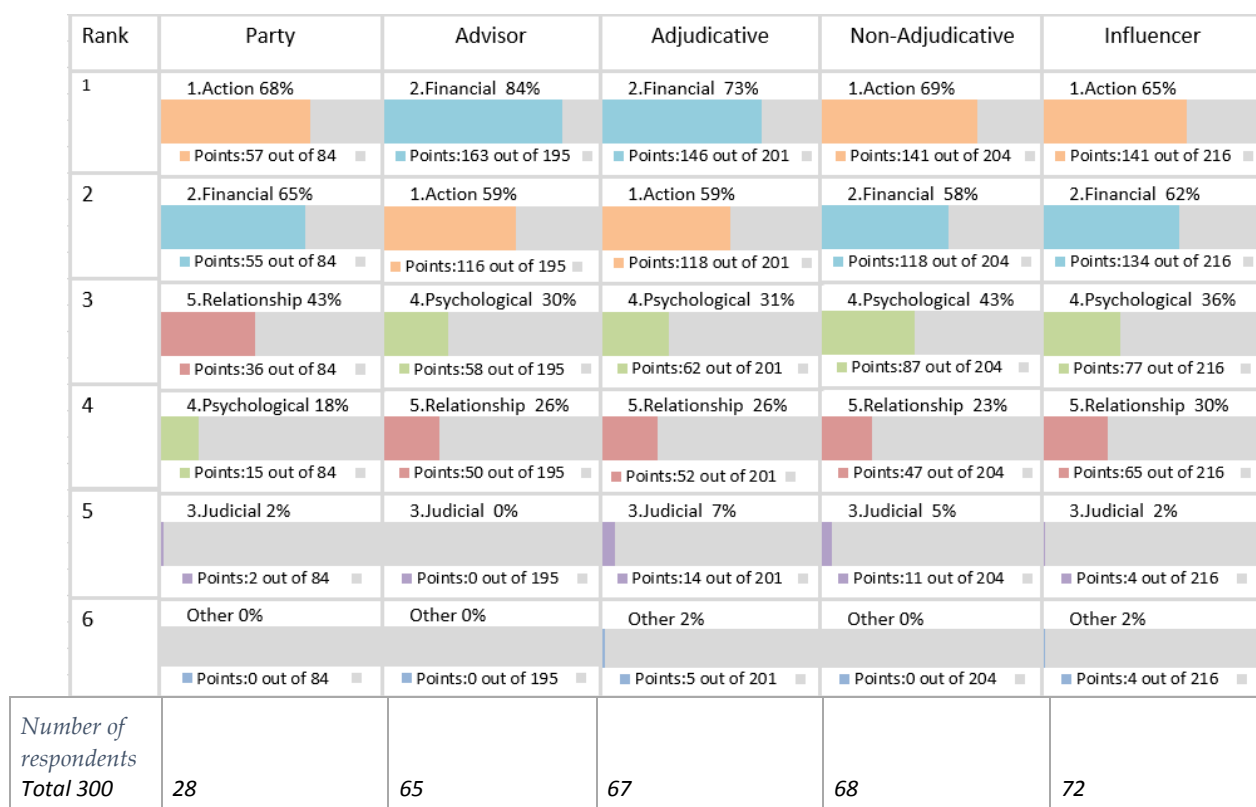 Rank Party Advisor Adjudicative Non-Adjudicative Influencer
1 1.Action 68% 2.Financial 84% 2.Financial 73% 1.Action 69% 1.Action 65%
Points:57 out of 84 Points:163 out of 195 Points:146 out of 201 Points:141 out of 204 Points:141 out of 216
2 2.Financial 65% 1.Action 59% 1.Action 59% 2.Financial 58% 2.Financial 62%
Points:55 out of 84 Points:116 out of 195 Points:118 out of 201 Points:118 out of 204 Points:134 out of 216
3 5.Relationship 43% 4.Psychological 30% 4.Psychological 31% 4.Psychological 43% 4.Psychological 36%
Points:36 out of 84 Points:58 out of 195 Points:62 out of 201 Points:87 out of 204 Points:77 out of 216
4 4.Psychological 18% 5.Relationship 26% 5.Relationship 26% 5.Relationship 23% 5.Relationship 30%
Points:15 out of 84 Points:50 out of 195 Points:52 out of 201 Points:47 out of 204 Points:65 out of 216
5 3.Judicial 2% 3.Judicial 0% 3.Judicial 7% 3.Judicial 5% 3.Judicial 2%
Points:2 out of 84 Points:0 out of 195 Points:14 out of 201 Points:11 out of 204 Points:4 out of 216
6 Other 0% Other 0% Other 2% Other 0% Other 2%
Points:0 out of 84 Points:0 out of 195 Points:5 out of 201 Points:0 out of 204 Points:4 out of 216
Number of
respondents
Total 300 28 65 67 68 72